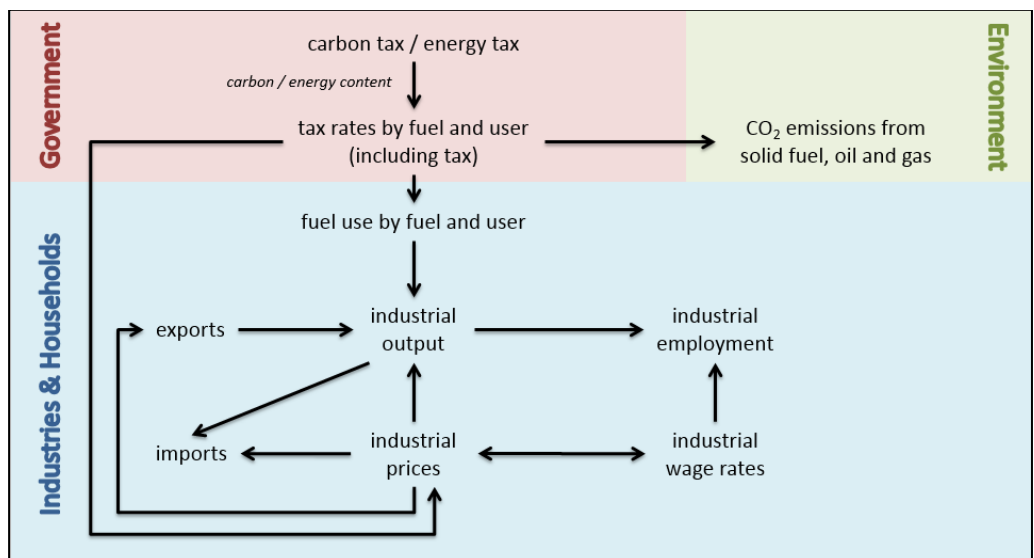 Government
carbon tax / energy tax
carbon / energy content
tax rates by fuel and user
(including tax)
Environment
CO₂ emissions from
solid fuel, oil and gas
Industries & Households
fuel use by fuel and user
exports
industrial
output
industrial
employment
imports
industrial
prices
industrial
wage rates